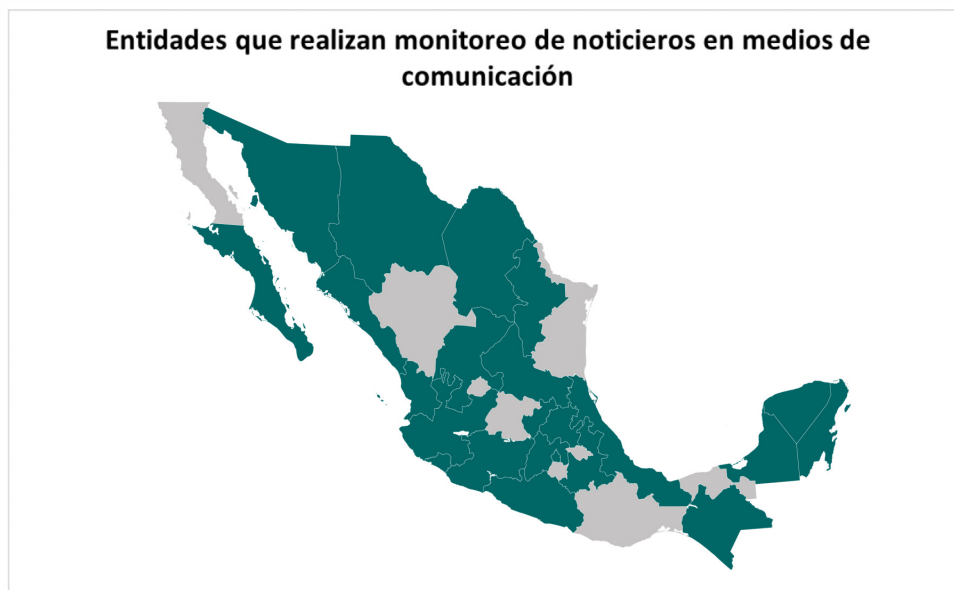 Entidades que realizan monitoreo de noticieros en medios de
comunicación